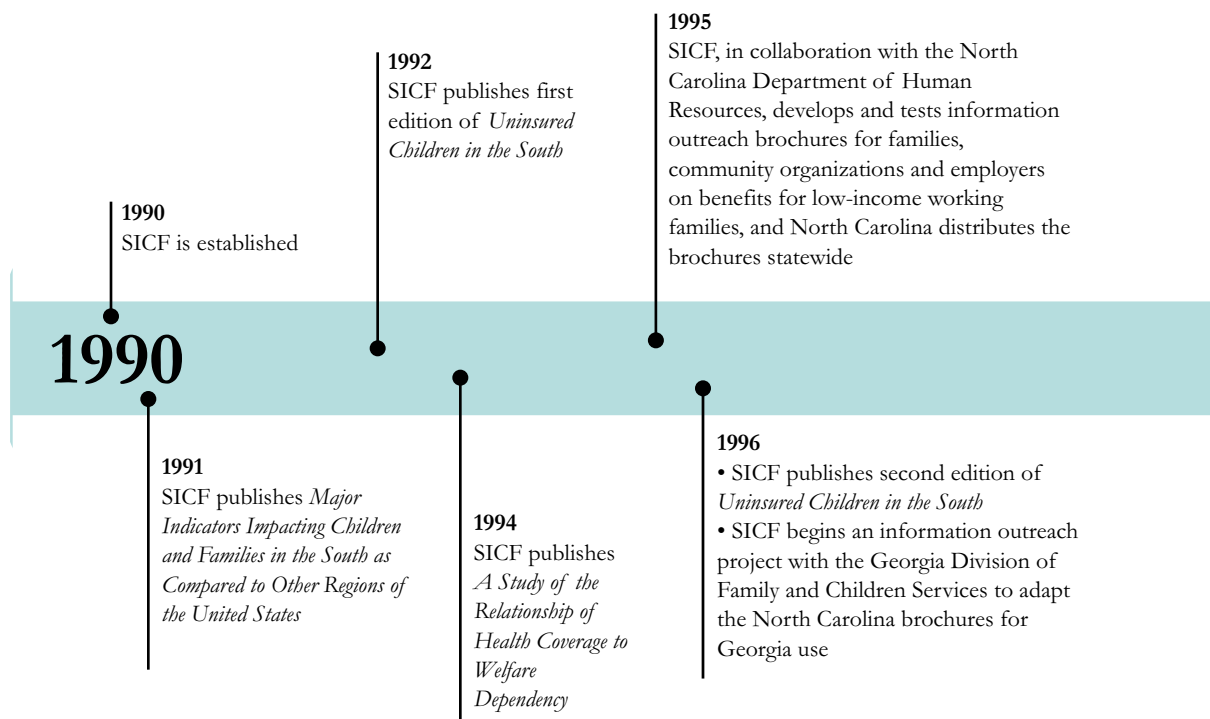 1990
SICF is established
1992
SICF publishes first
edition of Uninsured
Children in the South
1995
SICF, in collaboration with the North
Carolina Department of Human
Resources, develops and tests information
outreach brochures for families,
community organizations and employers
on benefits for low-income working
families, and North Carolina distributes the
brochures statewide
1990
1991
SICF publishes Major
Indicators Impacting Children
and Families in the South as
Compared to Other Regions of
the United States
1994
SICF publishes
A Study of the
Relationship of
Health Coverage to
Welfare
Dependency
1996
• SICF publishes second edition of
Uninsured Children in the South
• SICF begins an information outreach
project with the Georgia Division of
Family and Children Services to adapt
the North Carolina brochures for
Georgia use